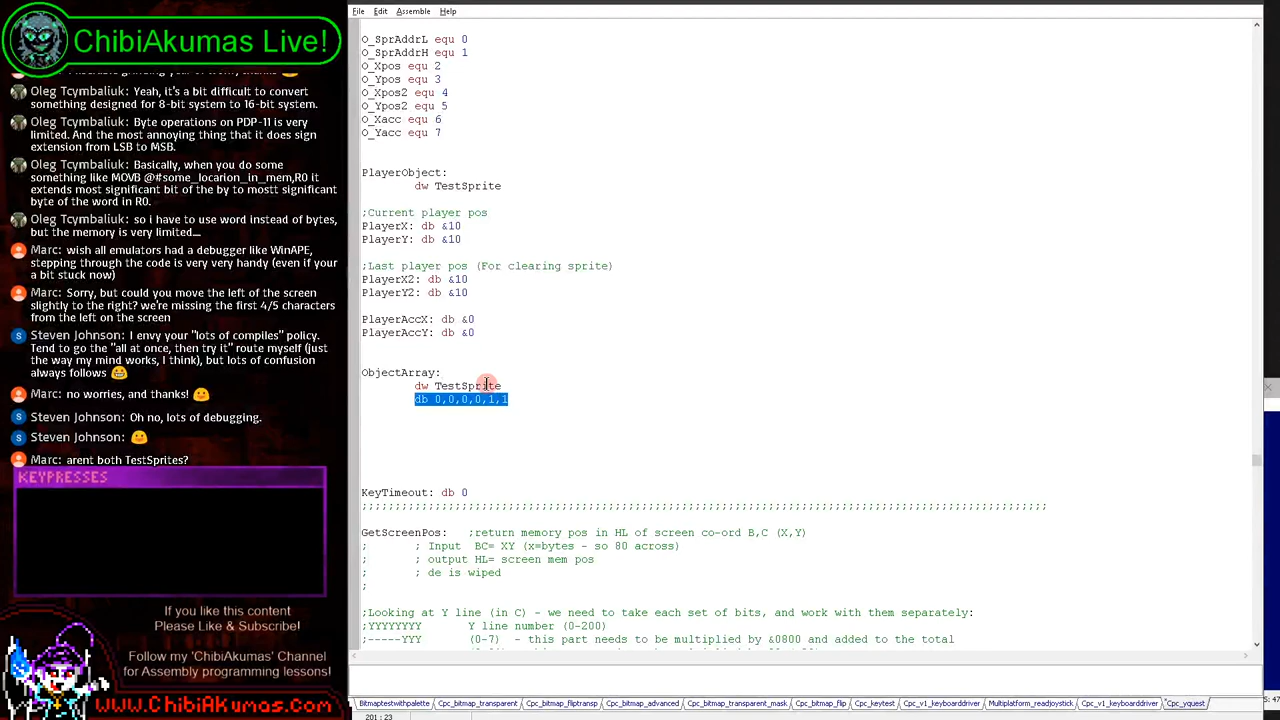 ChibiAkumas Live!
Oleg Tcymbaliuk: Yeah, it's a bit difficult to convert
something designed for 8-bit system to 16-bit system.
Oleg Tcymbaliuk: Byte operations on PDP-11 is very
limited. And the most annoying thing that it does sign
extension from LSB to MSB.
Oleg Tcymbaliuk: Basically, when you do some
something like MOVB @#some_locarion_in_mem,R0 it
extends most significant bit of the by to mostt significant
byte of the word in R0.
Oleg Tcymbaliuk: so i have to use word instead of bytes,
but the memory is very limited....
Marc: wish all emulators had a debugger like WinAPE,
stepping through the code is very very handy (even if your
a bit stuck now)
Marc: Sorry, but could you move the left of the screen
slightly to the right? we're missing the first 4/5 characters
from the left on the screen
Steven Johnson: I envy your "lots of compiles" policy.
Tend to go the "all at once, then try it" route myself (just
the way my mind works, I think), but lots of confusion
always follows
Marc: no worries, and thanks!
Steven Johnson: Oh no, lots of debugging.
Steven Johnson:
Marc: arent both TestSprites?
KEYPRESSES
If you like this content
Please Like & Subscribe!
Follow my 'ChibiAkumas' Channel
for Assembly programming lessons!
www.ChibiAkumas.com
File Edit Assemble Help
O_SprAddrL equ 0
O_SprAddrH equ 1
O_Xpos equ 2
O_Ypos equ 3
O_Xpos2 equ 4
O_Ypos2 equ 5
O_Xacc equ 6
O_Yacc equ 7
PlayerObject:
dw TestSprite
;Current player pos
PlayerX: db &10
PlayerY: db &10
;Last player pos (For clearing sprite)
PlayerX2: db &10
PlayerY2: db &10
PlayerAccX: db &0
PlayerAccY: db &0
ObjectArray:
dw TestSprite
db 0,0,0,0,1,1
KeyTimeout: db 0
;;;;;;;;;;;;;;;;;;;;;;;;;;;;;;;;;;;;;;;;;;;;;;;;;;;;;;;;;;;;;;;;;;;;;;;;;;;;;;;;;;;;;;;;;;;;;;;;;;;;;;;
GetScreenPos: ;return memory pos in HL of screen co-ord B,C (X,Y)
; ; Input BC= XY (x=bytes - so 80 across)
; ; output HL= screen mem pos
; ; de is wiped
;
;Looking at Y line (in C) - we need to take each set of bits, and work with them separately:
;YYYYYYYY Y line number (0-200)
;-----YYY (0-7) - this part needs to be multiplied by &0800 and added to the total
Bitmaptestwithpalette Cpc_bitmap_transparent Cpc_bitmap_fliptransp Cpc_bitmap_advanced Cpc_bitmap_transparent_mask Cpc_bitmap_flip Cpc_keytest Cpc_v1_keyboarddriver Multiplatform_readjoystick Cpc_v1_keyboarddriver *Cpc_yquest
201 : 23